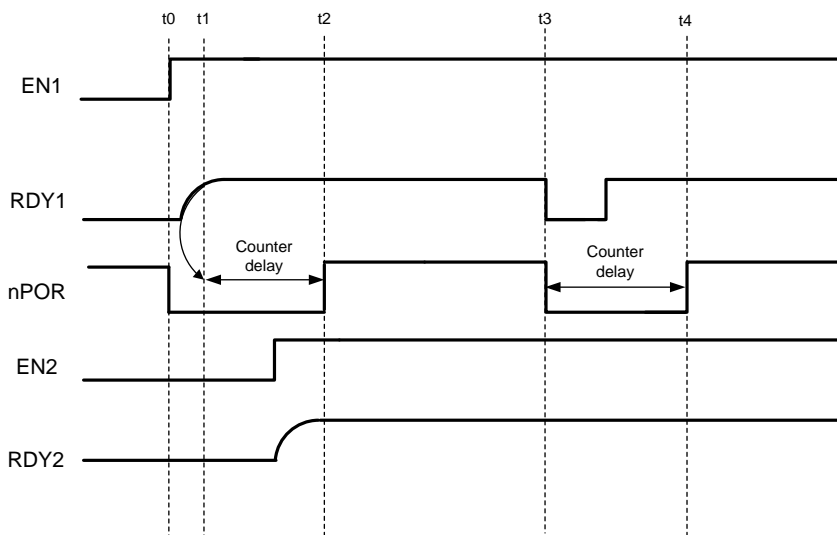 t0 t1 t2 t3 t4
EN1
RDY1
Counter
delay
Counter
delay
nPOR
EN2
RDY2